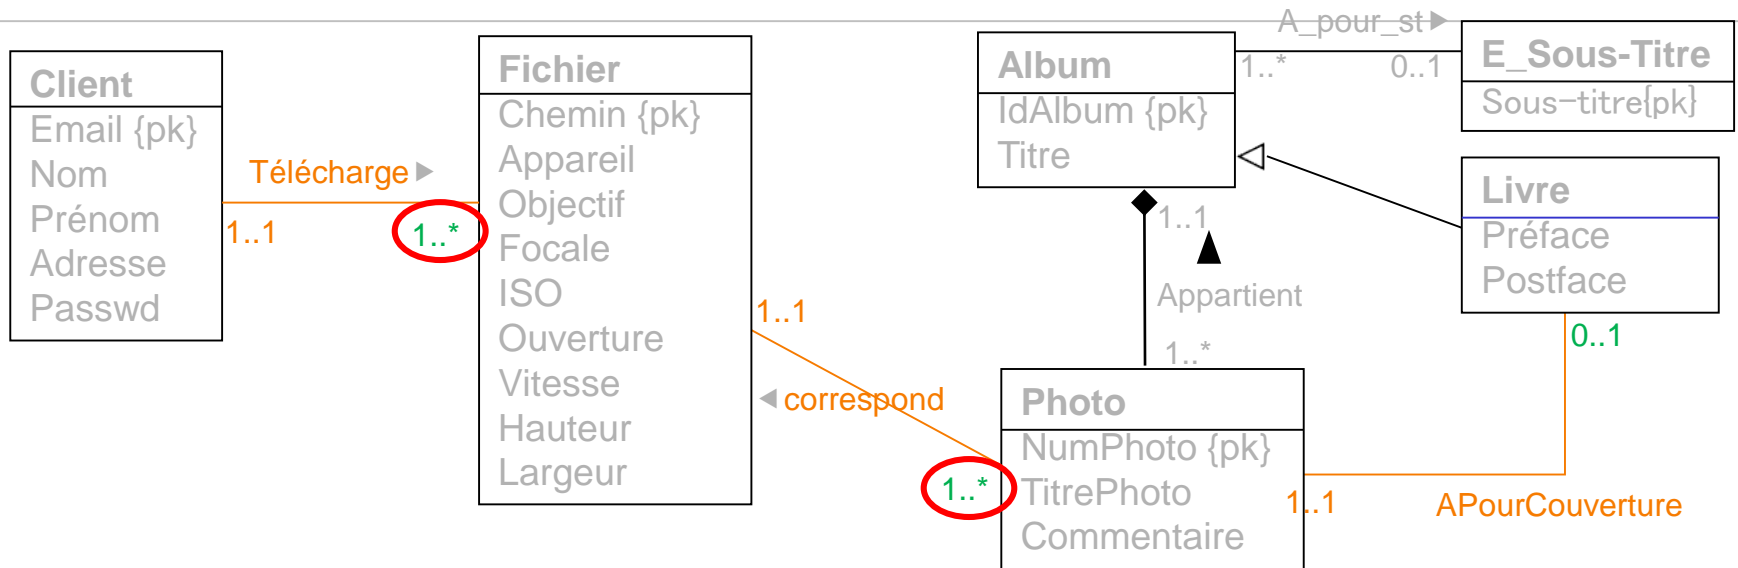 Client
Email {pk}
Nom
Prénom
Adresse
Passwd
Télécharge
1..1
1..*
Fichier
Chemin {pk}
Appareil
Objectif
Focale
ISO
Ouverture
Vitesse
Hauteur
Largeur
1..1
correspond
1..*
Album
IdAlbum {pk}
Titre
A_pour_st
1..*
0..1
E_Sous-Titre
Sous-titre{pk}
Livre
Préface
Postface
0..1
1..1
Appartient
1..*
Photo
NumPhoto {pk}
TitrePhoto
Commentaire
1..1
APourCouverture